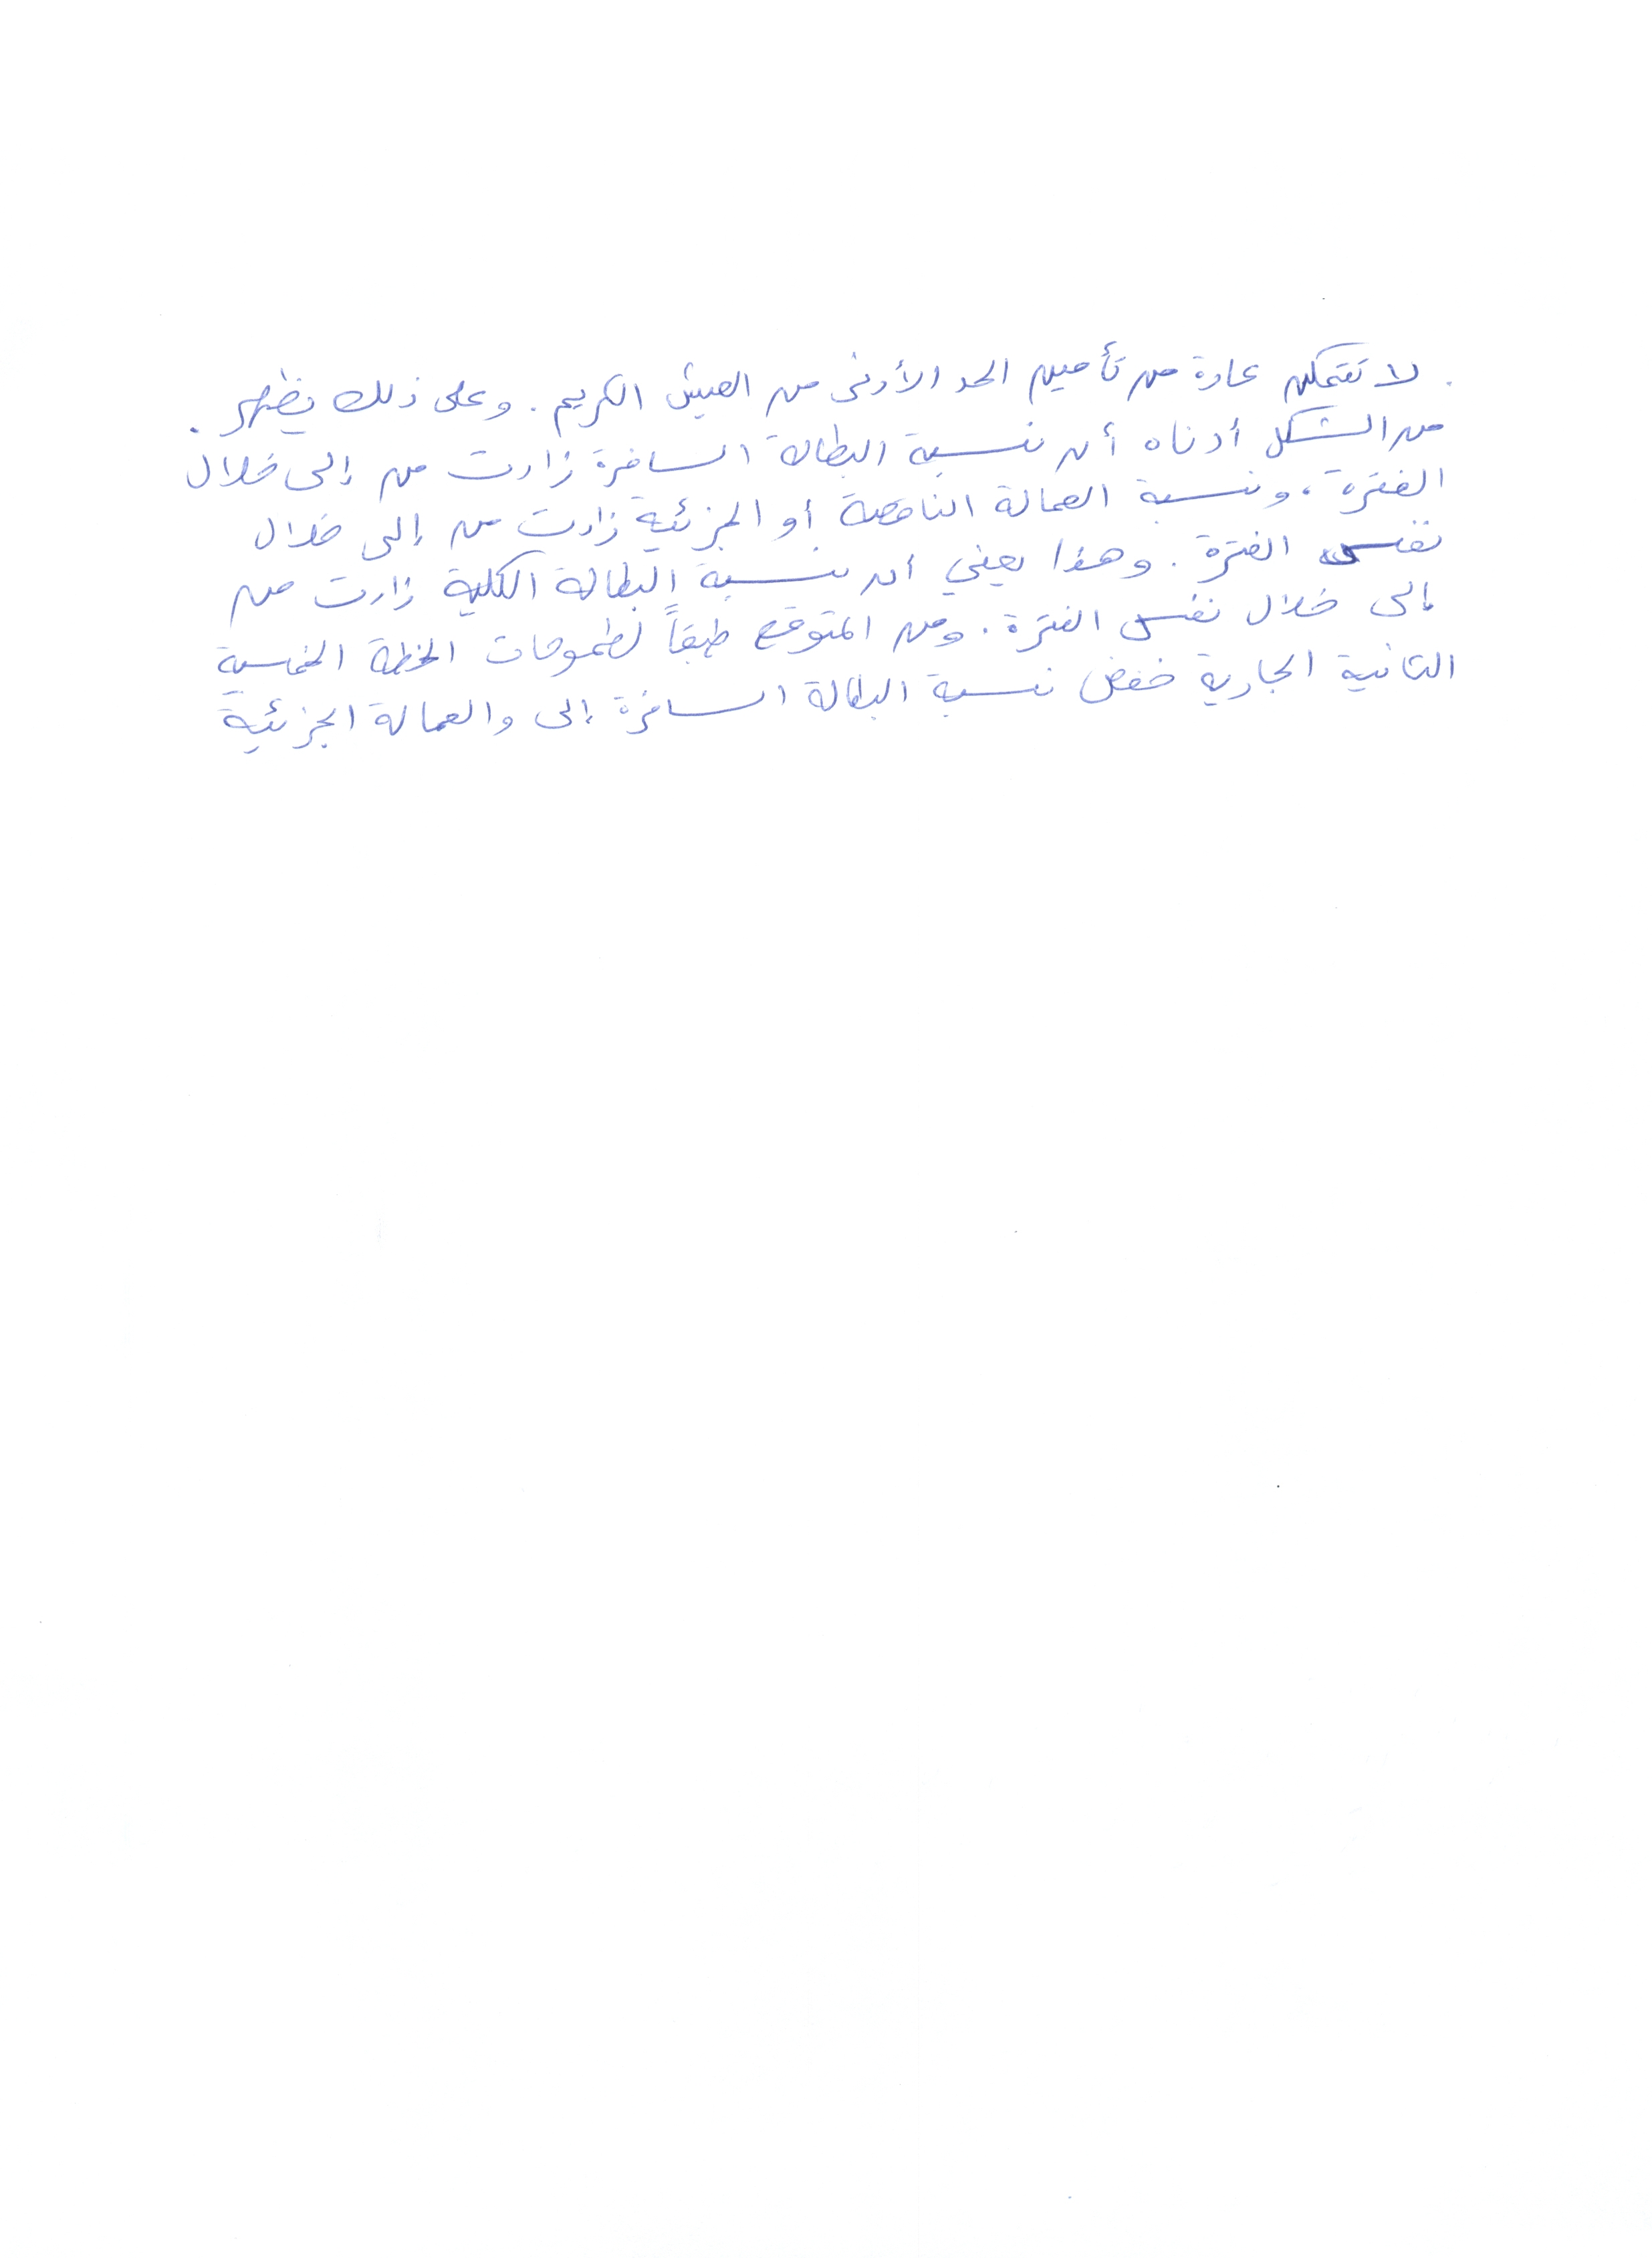 . لا تتمكن عادة من تأمين الحد الأدنى من العيش الكريم. وعلى ذلك يظهر .
من الشكل أدناه أن نسبة البطالة السافرة زادت من إلى خلال
الفترة، ونسبة العمالة الناقصة أو الجزئية زادت من إلى خلال
نفس الفترة. وهذا يعني أن نسبة البطالة الكلية زادت من
إلى خلال نفس الفترة. ومن المتوقع طبقاً لطموحات الخطة الخمسية
الثانية الجارية خفض نسبة البطالة السافرة إلى والعمالة الجزئية